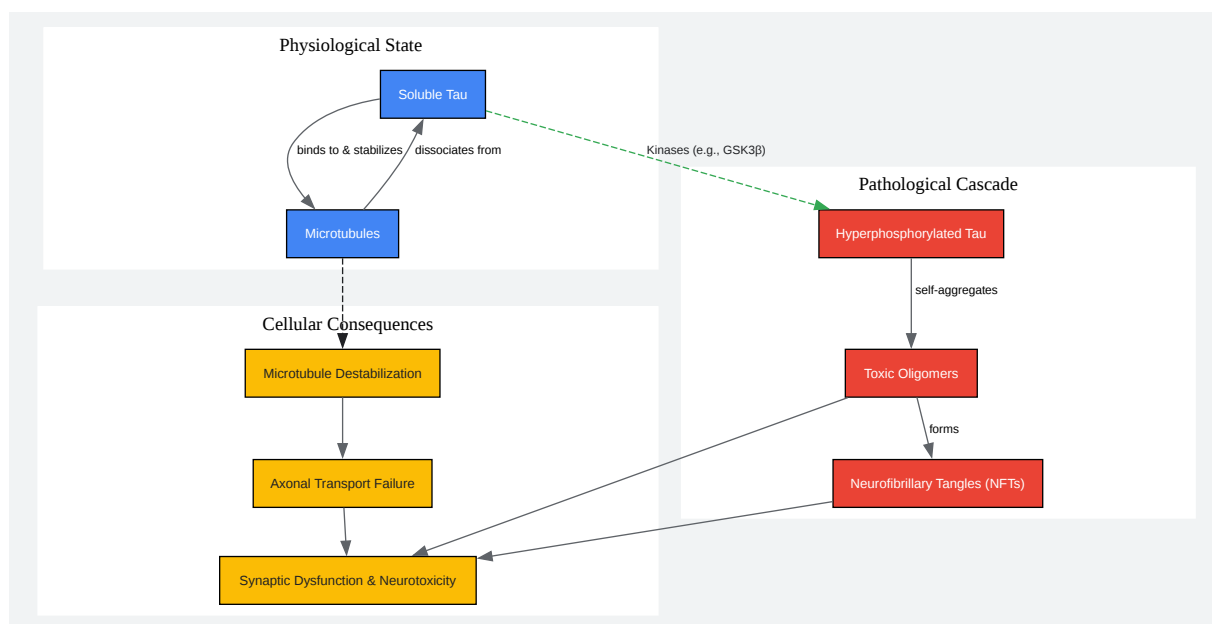 Physiological State
Soluble Tau
binds to & stabilizes
dissociates from
Kinases (e.g., GSK3β)
Microtubules
Pathological Cascade
Hyperphosphorylated Tau
self-aggregates
Toxic Oligomers
forms
Neurofibrillary Tangles (NFTs)
Cellular Consequences
Microtubule Destabilization
Axonal Transport Failure
Synaptic Dysfunction & Neurotoxicity